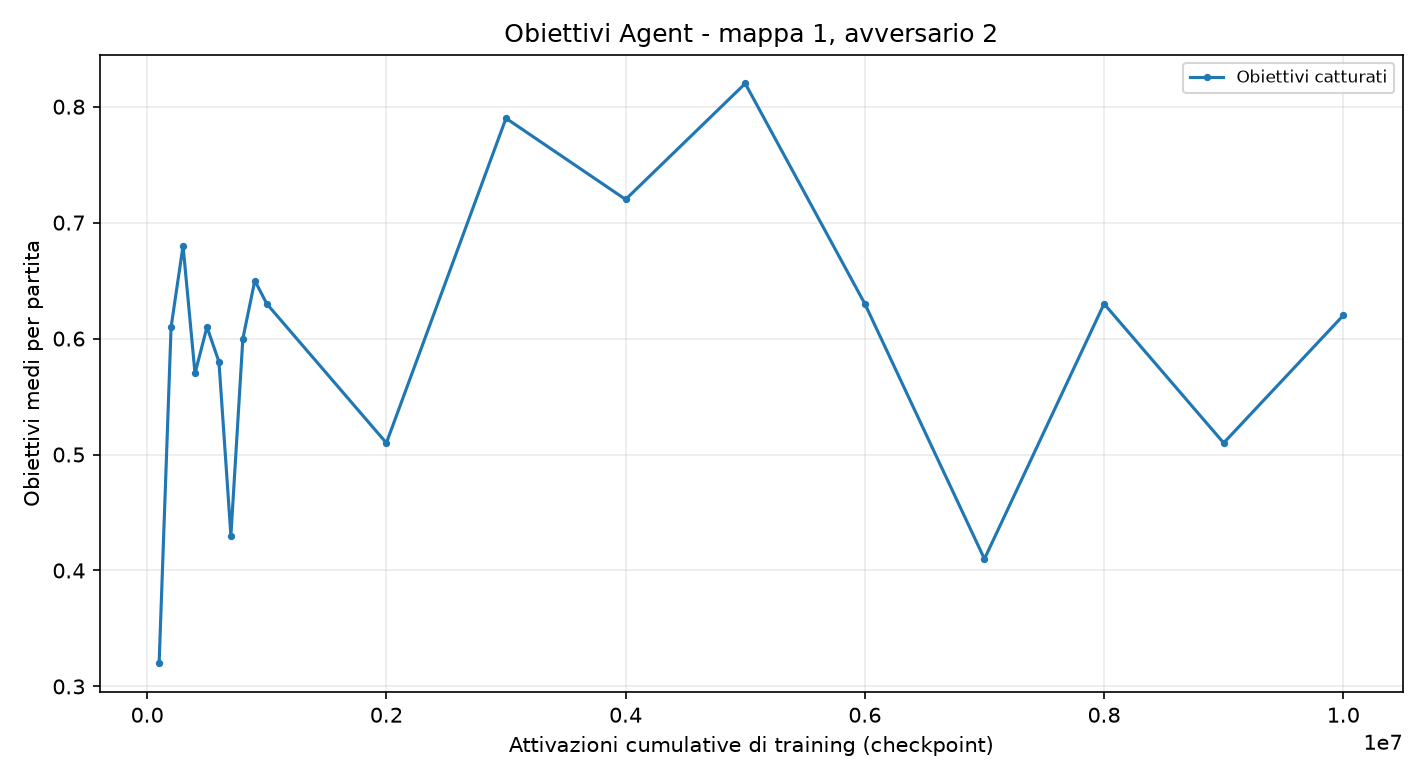 Obiettivi Agent - mappa 1, avversario 2
Obiettivi catturati
Obiettivi medi per partita
0.8
0.7
0.6
0.5
0.4
0.3
0.0 0.2 0.4 0.6 0.8 1.0
1e7
Attivazioni cumulative di training (checkpoint)